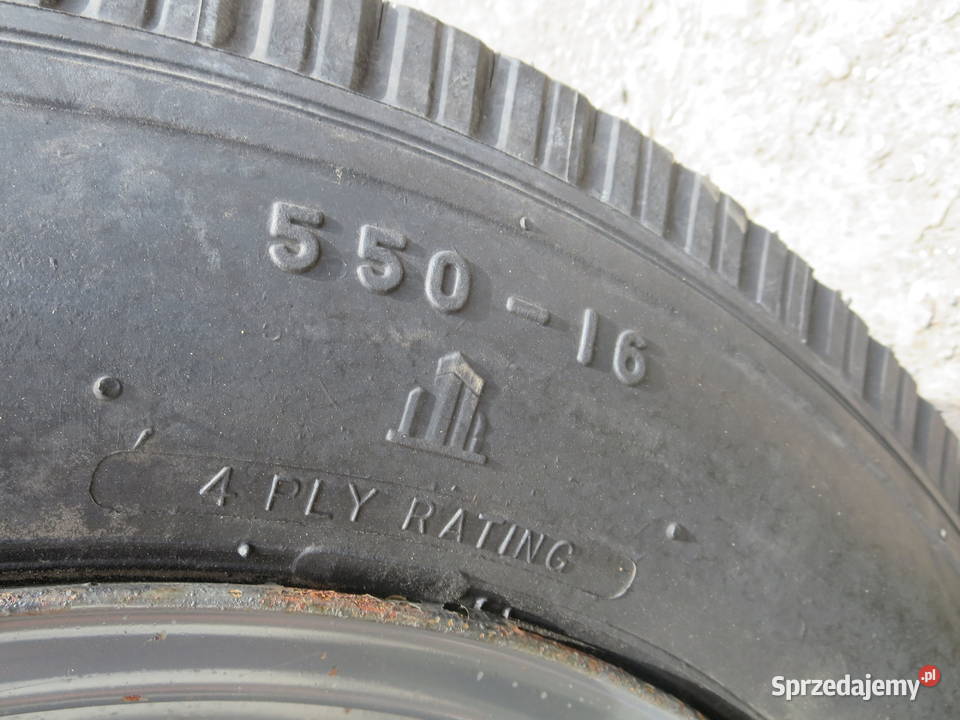 550-16
4 PLY RATING
Sprzedajemy.pl